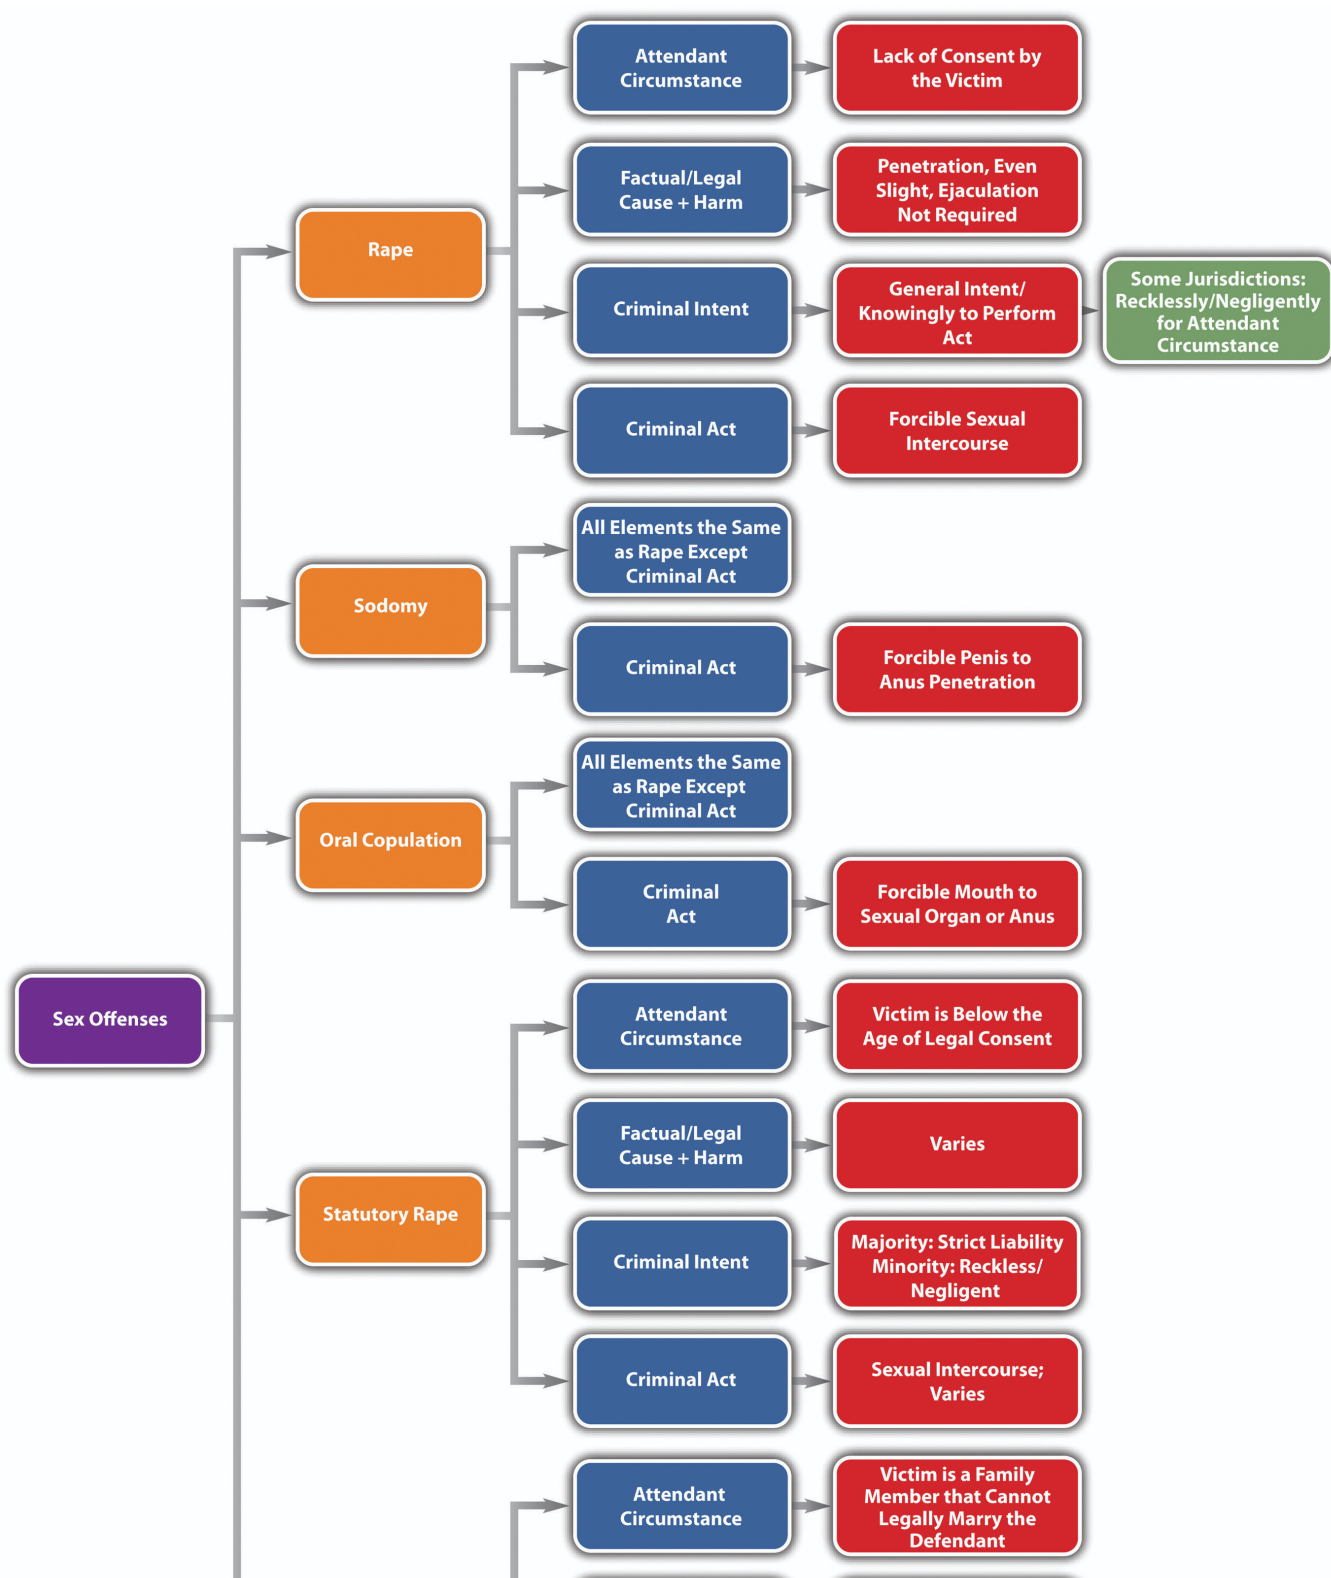 Sex Offenses
Rape
Attendant
Circumstance
Lack of Consent by
the Victim
Factual/Legal
Cause + Harm
Penetration, Even
Slight, Ejaculation
Not Required
Criminal Intent
General Intent/
Knowingly to Perform
Act
Some Jurisdictions:
Recklessly/Negligently
for Attendant
Circumstance
Criminal Act
Forcible Sexual
Intercourse
Sodomy
All Elements the Same
as Rape Except
Criminal Act
Criminal Act
Forcible Penis to
Anus Penetration
Oral Copulation
All Elements the Same
as Rape Except
Criminal Act
Criminal
Act
Forcible Mouth to
Sexual Organ or Anus
Statutory Rape
Attendant
Circumstance
Victim is Below the
Age of Legal Consent
Factual/Legal
Cause + Harm
Varies
Criminal Intent
Majority: Strict Liability
Minority: Reckless/
Negligent
Criminal Act
Sexual Intercourse;
Varies
Attendant
Circumstance
Victim is a Family
Member that Cannot
Legally Marry the
Defendant